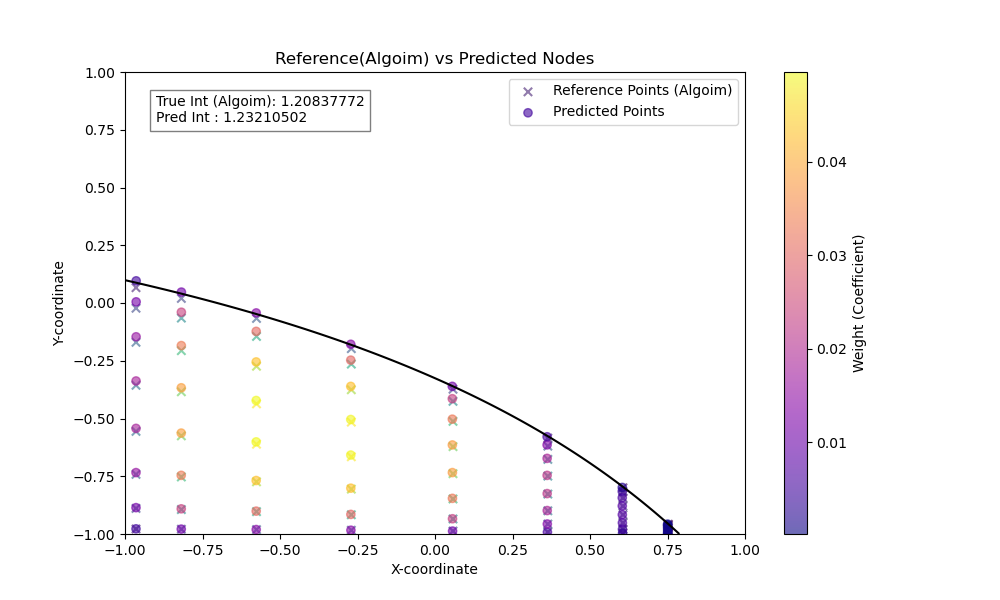 Reference(Algoim) vs Predicted Nodes
True Int (Algoim): 1.20837772
Pred Int : 1.23210502
Reference Points (Algoim)
Predicted Points
Y-coordinate
1.00
0.75
0.50
0.25
0.00
−0.25
−0.50
−0.75
−1.00
−1.00 −0.75 −0.50 −0.25 0.00 0.25 0.50 0.75 1.00
X-coordinate
0.04
0.03
0.02
0.01
Weight (Coefficient)